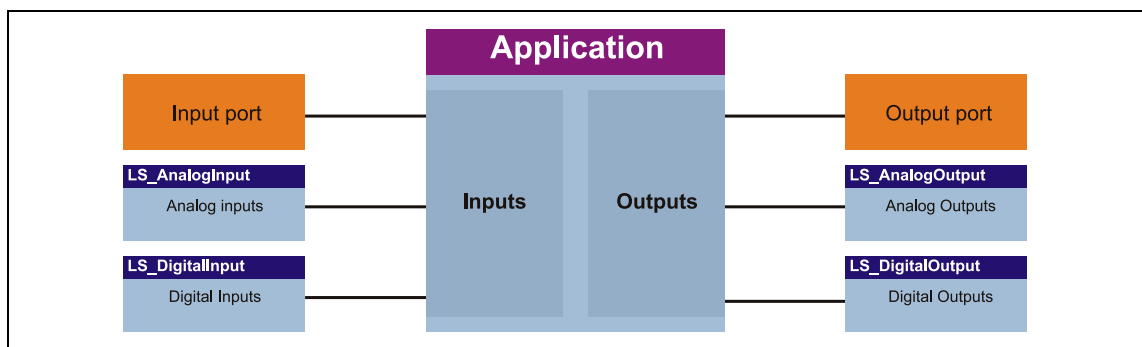 Application
Input port
Output port
LS_AnalogInput
Analog inputs
Inputs
Outputs
LS_AnalogOutput
Analog Outputs
LS_DigitalInput
Digital Inputs
LS_DigitalOutput
Digital Outputs